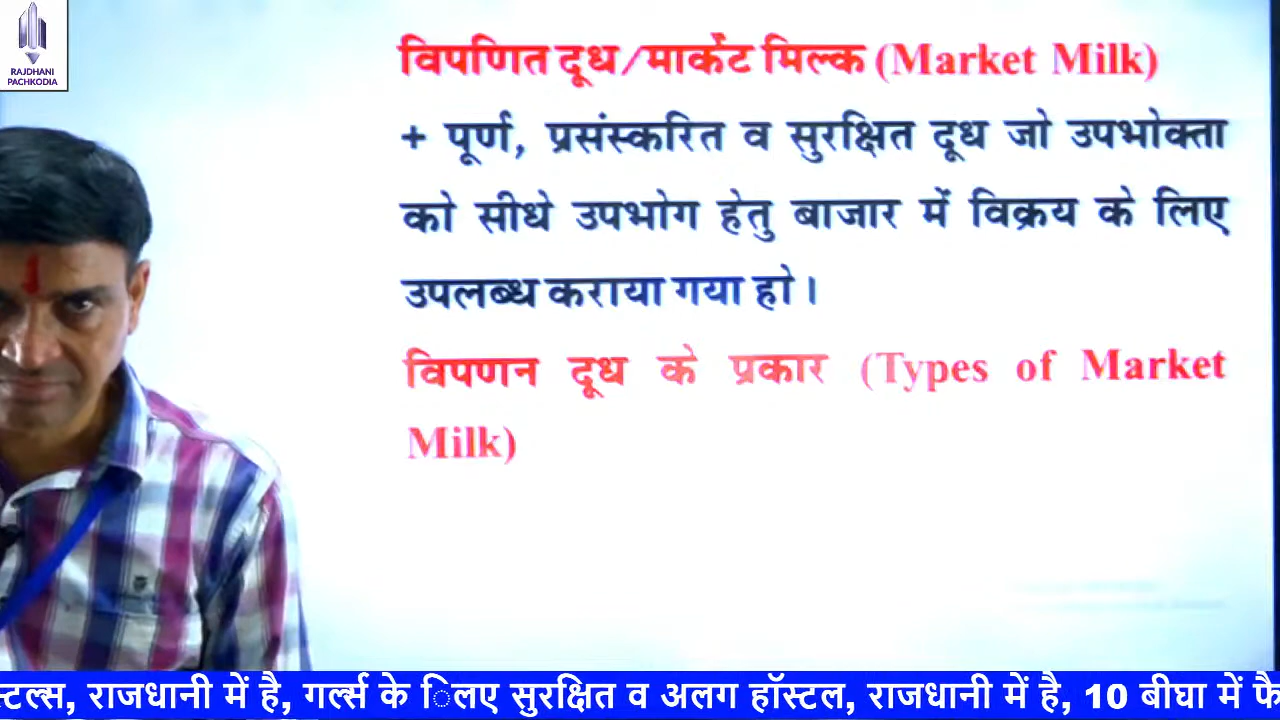 RAJDHANI
PACHKODIA
विपणित दूध/मार्केट मिल्क (Market Milk)
+ पूर्ण, प्रसंस्करित व सुरक्षित दूध जो उपभोक्ता
को सीधे उपभोग हेतु बाजार में विक्रय के लिए
उपलब्ध कराया गया हो।
विपणन दूध के प्रकार (Types of Market
Milk)
राजधानी में है, गर्ल्स के िलए सुरक्षित व अलग हॉस्टल, राजधानी में है, 10 बीघा में